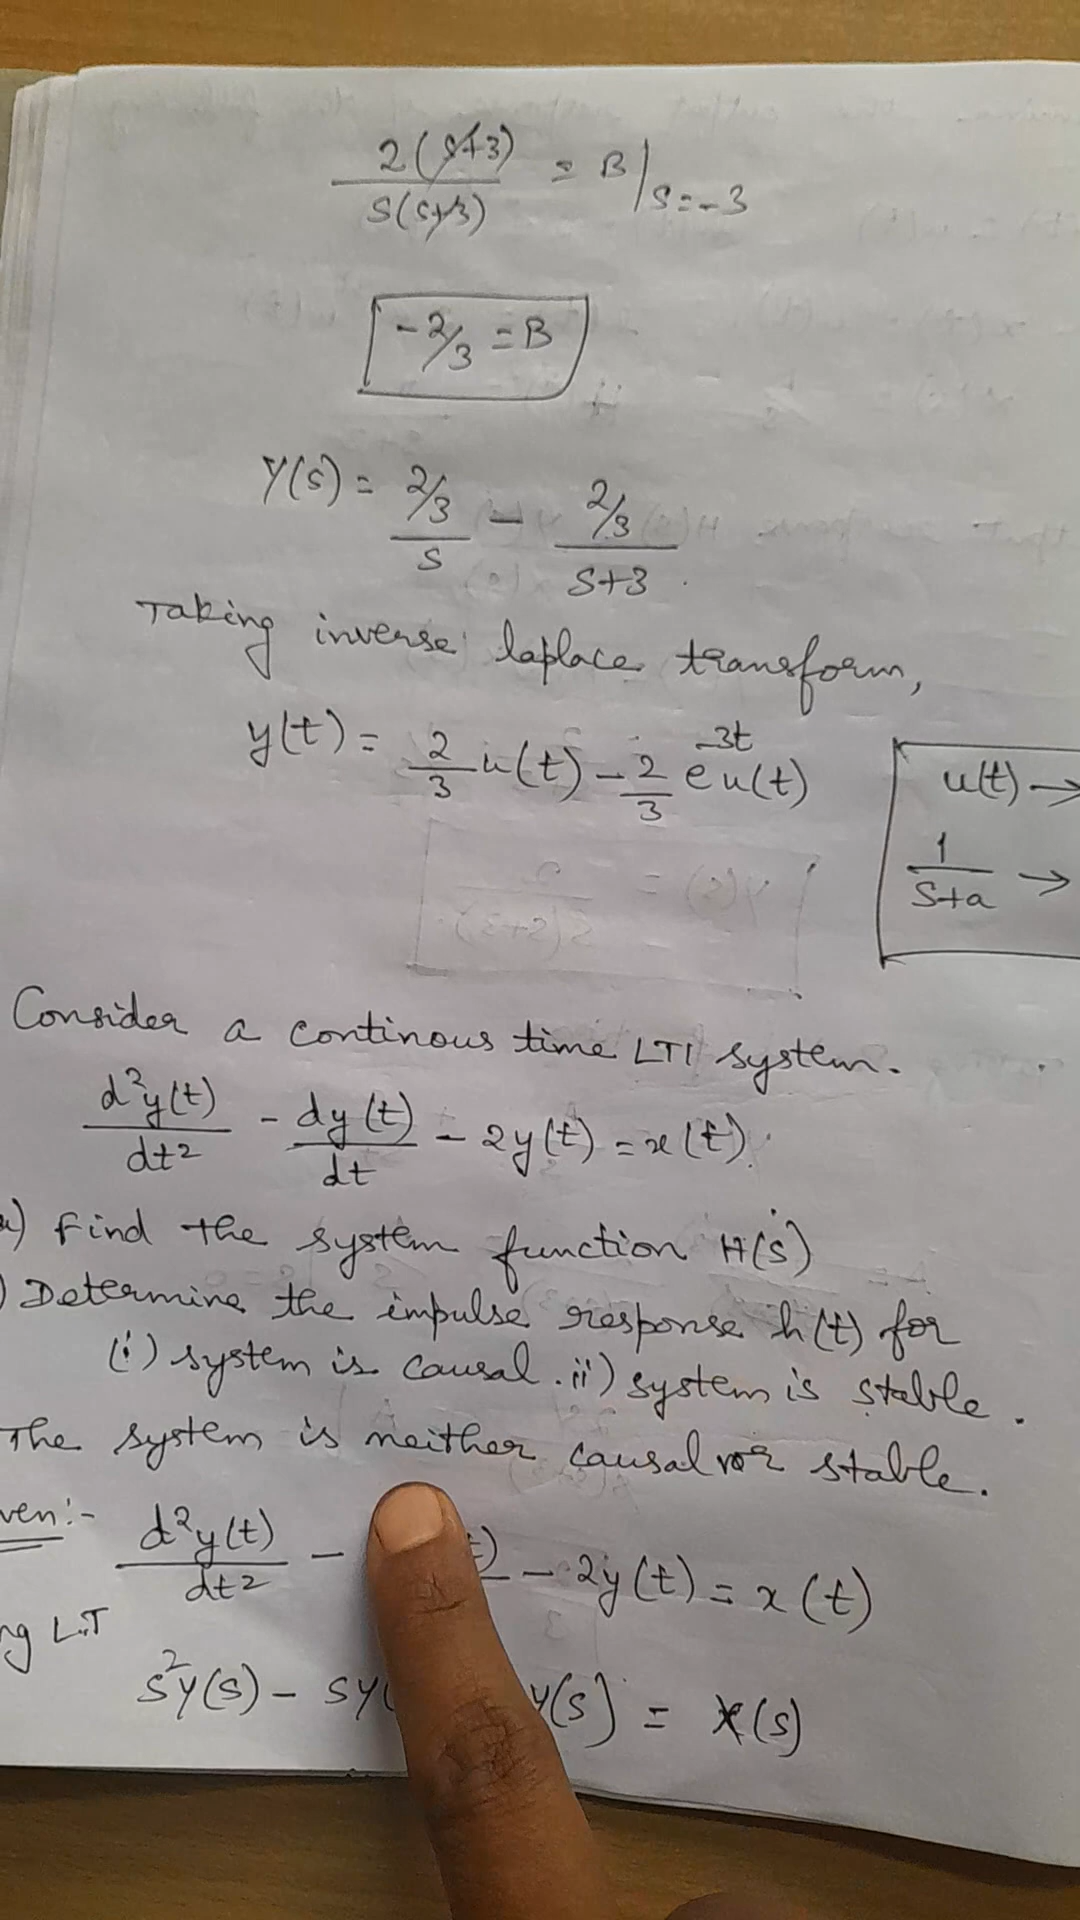 2(s+3) / s(s+3) = B | s=-3
-2/3 = B
Y(s) = 2/3 / s - 2/3 / s+3
Taking inverse laplace transform,
y(t) = 2/3 u(t) - 2/3 e^-3t u(t)
u(t) →
1/s+a →
Consider a continous time LTI system.
d²y(t)/dt² - dy(t)/dt - 2y(t) = x(t).
a) Find the system function H(s)
) Determine the impulse response h(t) for
(i) system is causal. ii) system is stable.
The system is neither causal nor stable.
ven:-
d²y(t)/dt² - t) - 2y(t) = x(t)
ng L.T
s²y(s) - sy( y(s) = X(s)